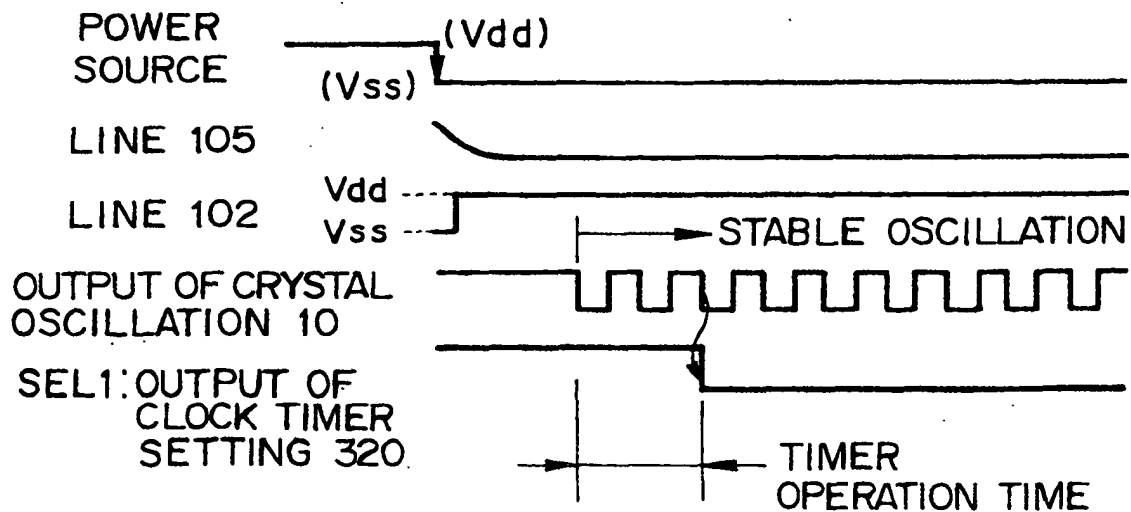 POWER
SOURCE
(Vdd)
(Vss)
LINE 105
LINE 102
Vdd
Vss
STABLE OSCILLATION
OUTPUT OF CRYSTAL
OSCILLATION 10
SEL1: OUTPUT OF
CLOCK TIMER
SETTING 320
TIMER
OPERATION TIME